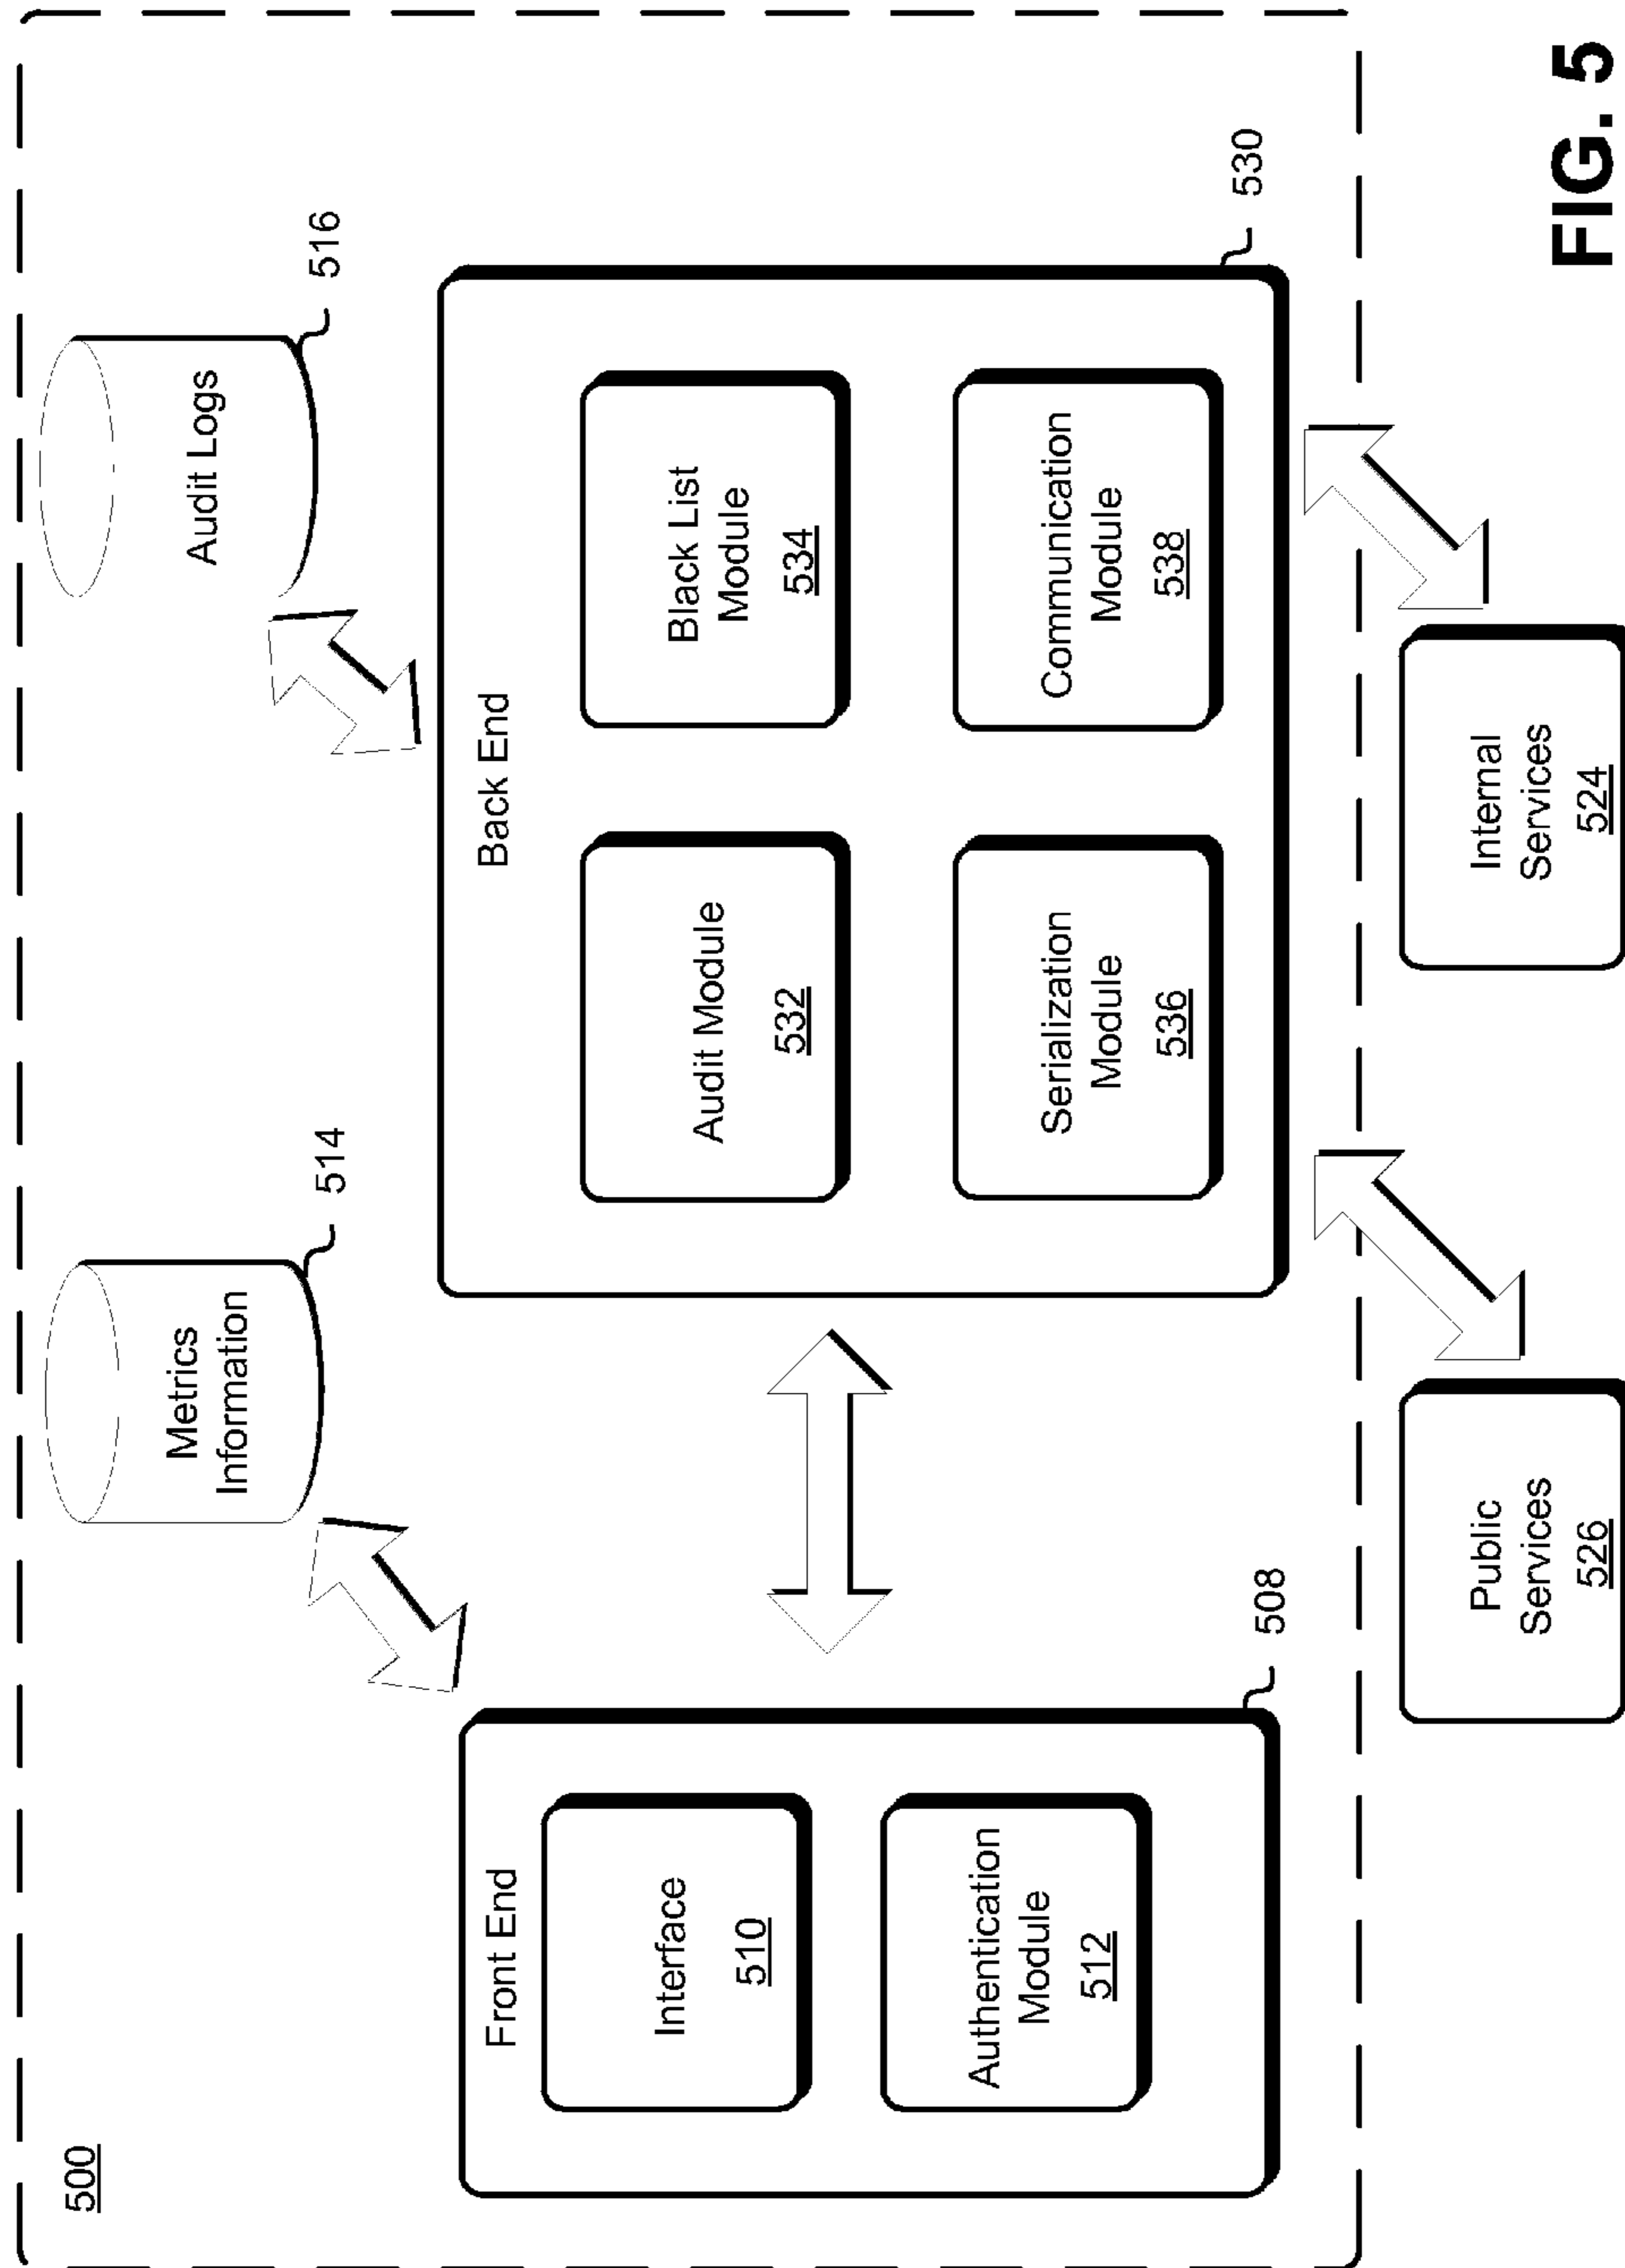 500
Metrics
Information
514
Audit Logs
516
Front End
Interface
510
Authentication
Module
512
508
Back End
Audit Module
532
Black List
Module
534
Serialization
Module
536
Communication
Module
538
530
Public
Services
526
Internal
Services
524
FIG. 5